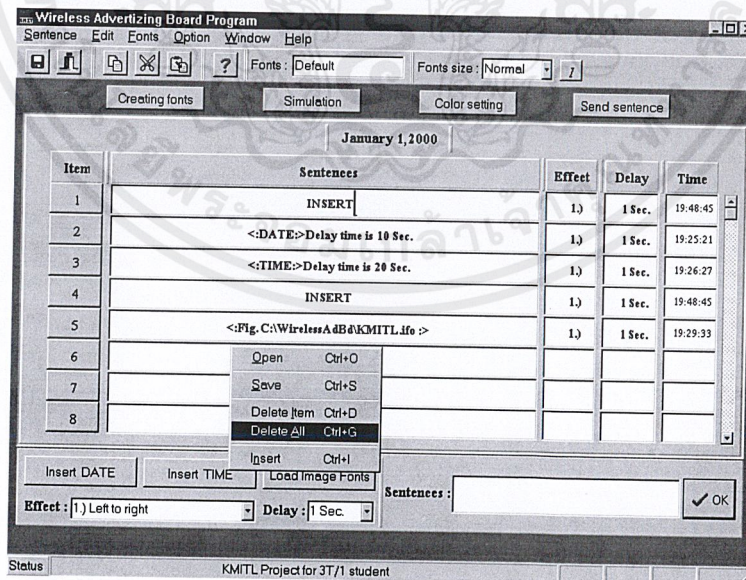 Wireless Advertizing Board Program
Sentence Edit Fonts Option Window Help
? Fonts: Default Fonts size: Normal
Creating fonts Simulation Color setting Send sentence
January 1,2000
Item Sentences Effect Delay Time
1 INSERT 1.) 1 Sec. 19:48:45
2 <:DATE:>Delay time is 10 Sec. 1.) 1 Sec. 19:25:21
3 <:TIME:>Delay time is 20 Sec. 1.) 1 Sec. 19:26:27
4 INSERT 1.) 1 Sec. 19:48:45
5 <:Fig. C:\WirelessAdBd\KMITL.ifo :> 1.) 1 Sec. 19:29:33
6
7
8
Open Ctrl+O
Save Ctrl+S
Delete Item Ctrl+D
Delete All Ctrl+G
Insert Ctrl+I
Insert DATE Insert TIME Load Image Fonts
Sentences : OK
Effect : 1.) Left to right Delay : 1 Sec.
Status KMITL Project for 3T/1 student